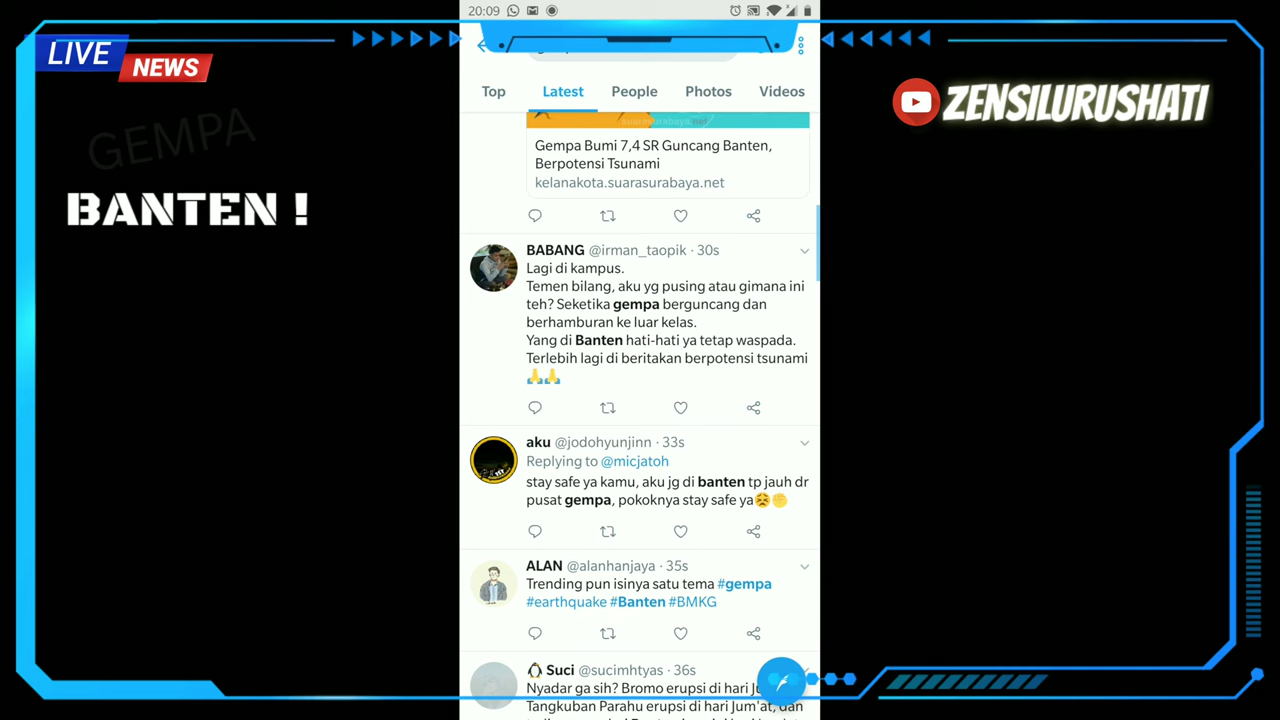 LIVE
NEWS
GEMPA
BANTEN !
ZENSILURUSHATI
20:09
Top
Latest
People
Photos
Videos
suarasurabaya.net
Gempa Bumi 7,4 SR Guncang Banten,
Berpotensi Tsunami
kelanakota.suarasurabaya.net
BABANG @irman_taopik · 30s
Lagi di kampus.
Temen bilang, aku yg pusing atau gimana ini
teh? Seketika gempa berguncang dan
berhamburan ke luar kelas.
Yang di Banten hati-hati ya tetap waspada.
Terlebih lagi di beritakan berpotensi tsunami
🙏🙏
aku @jodohyunjinn · 33s
Replying to @micjatoh
stay safe ya kamu, aku jg di banten tp jauh dr
pusat gempa, pokoknya stay safe ya😣✊
ALAN @alanhanjaya · 35s
Trending pun isinya satu tema #gempa
#earthquake #Banten #BMKG
🐧 Suci @sucimhtyas · 36s
Nyadar ga sih? Bromo erupsi di hari
Tangkuban Parahu erupsi di hari Jum'at, dan